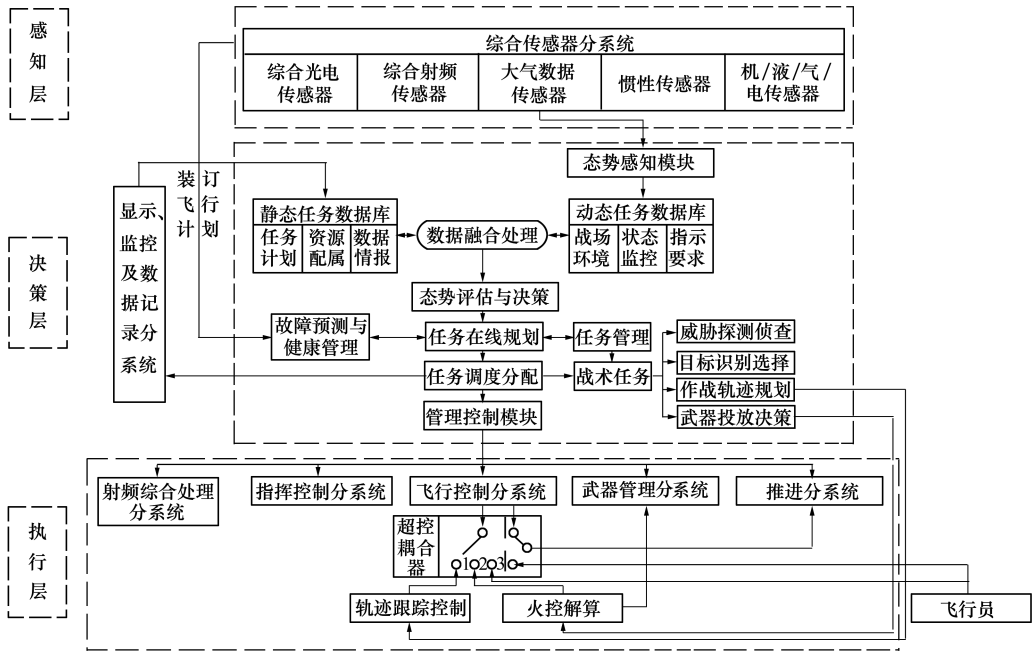 感
知
层
综合传感器分系统
综合光电
传感器
综合射频
传感器
大气数据
传感器
惯性传感器
机/液/气/
电传感器
态势感知模块
装
飞
计
订
行
划
显示、
监控
及数
据记
录分
系统
静态任务数据库
任务
计划
资源
配属
数据
情报
数据融合处理
动态任务数据库
战场
环境
状态
监控
指示
要求
决
策
层
态势评估与决策
故障预测与
健康管理
任务在线规划
任务管理
威胁探测侦查
目标识别选择
任务调度分配
战术任务
作战轨迹规划
管理控制模块
武器投放决策
射频综合处理
分系统
指挥控制分系统
飞行控制分系统
武器管理分系统
推进分系统
执
行
层
超控
耦合
器
1 2 3
轨迹跟踪控制
火控解算
飞行员